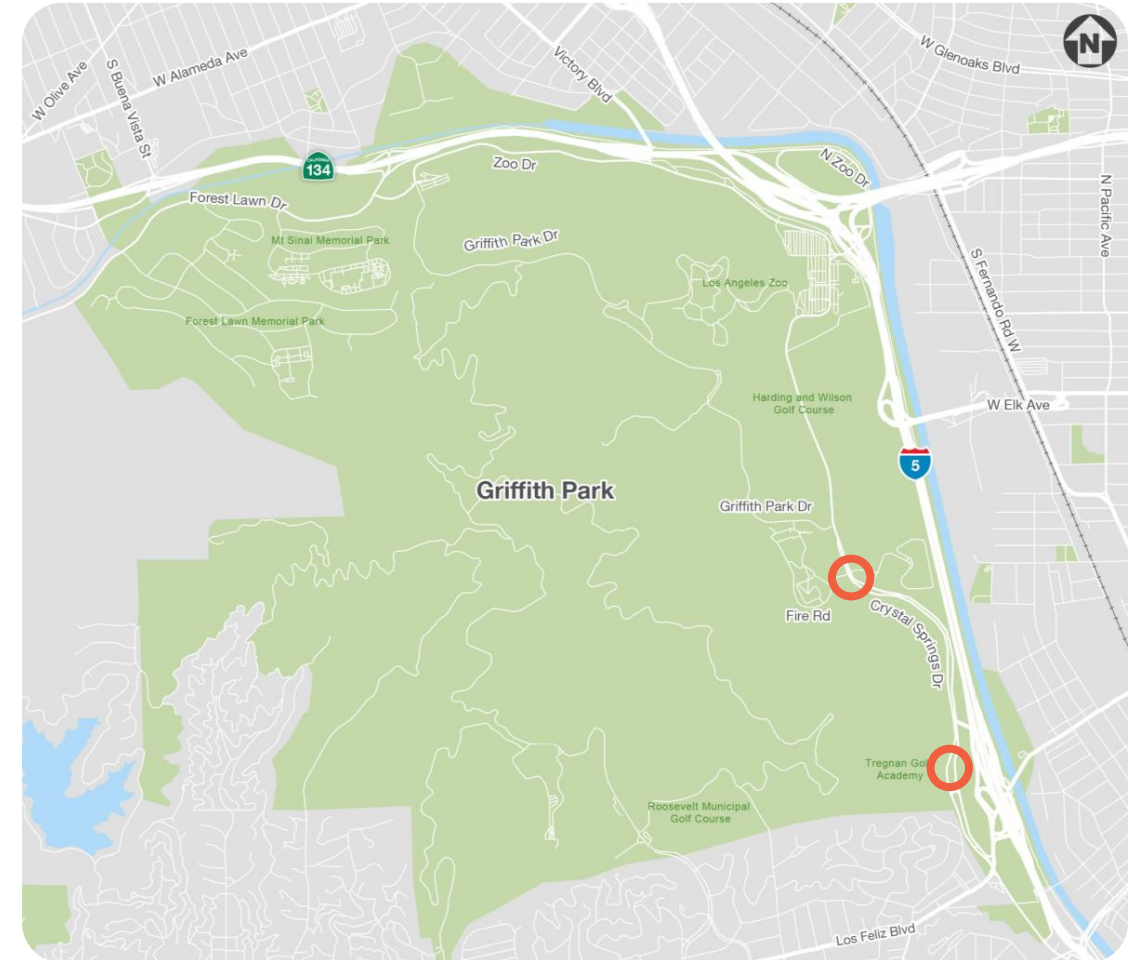 N
W Glenoaks Blvd
Victory Blvd
W Alameda Ave
W Olive Ave
S Buena Vista St
CALIFORNIA
134
Zoo Dr
N Zoo Dr
N Pacific Ave
Forest Lawn Dr
Mt Sinai Memorial Park
Griffith Park Dr
Los Angeles Zoo
S Fernando Rd W
Forest Lawn Memorial Park
Harding and Wilson
Golf Course
W Elk Ave
5
Griffith Park
Griffith Park Dr
Fire Rd
Crystal Springs Dr
Tregnan Gol
Academy
Roosevelt Municipal
Golf Course
Los Feliz Blvd